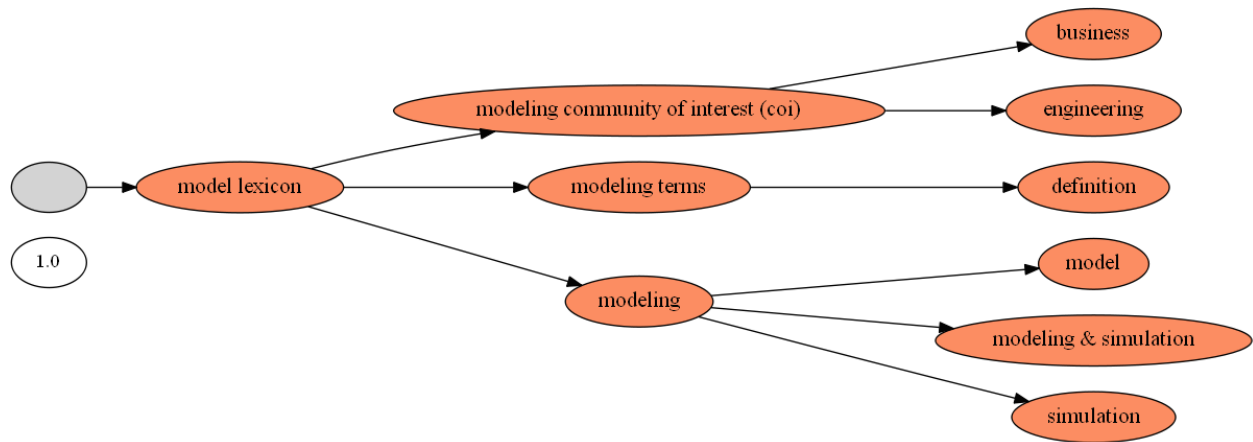 business
modeling community of interest (coi)
engineering
model lexicon
modeling terms
definition
1.0
model
modeling
modeling & simulation
simulation